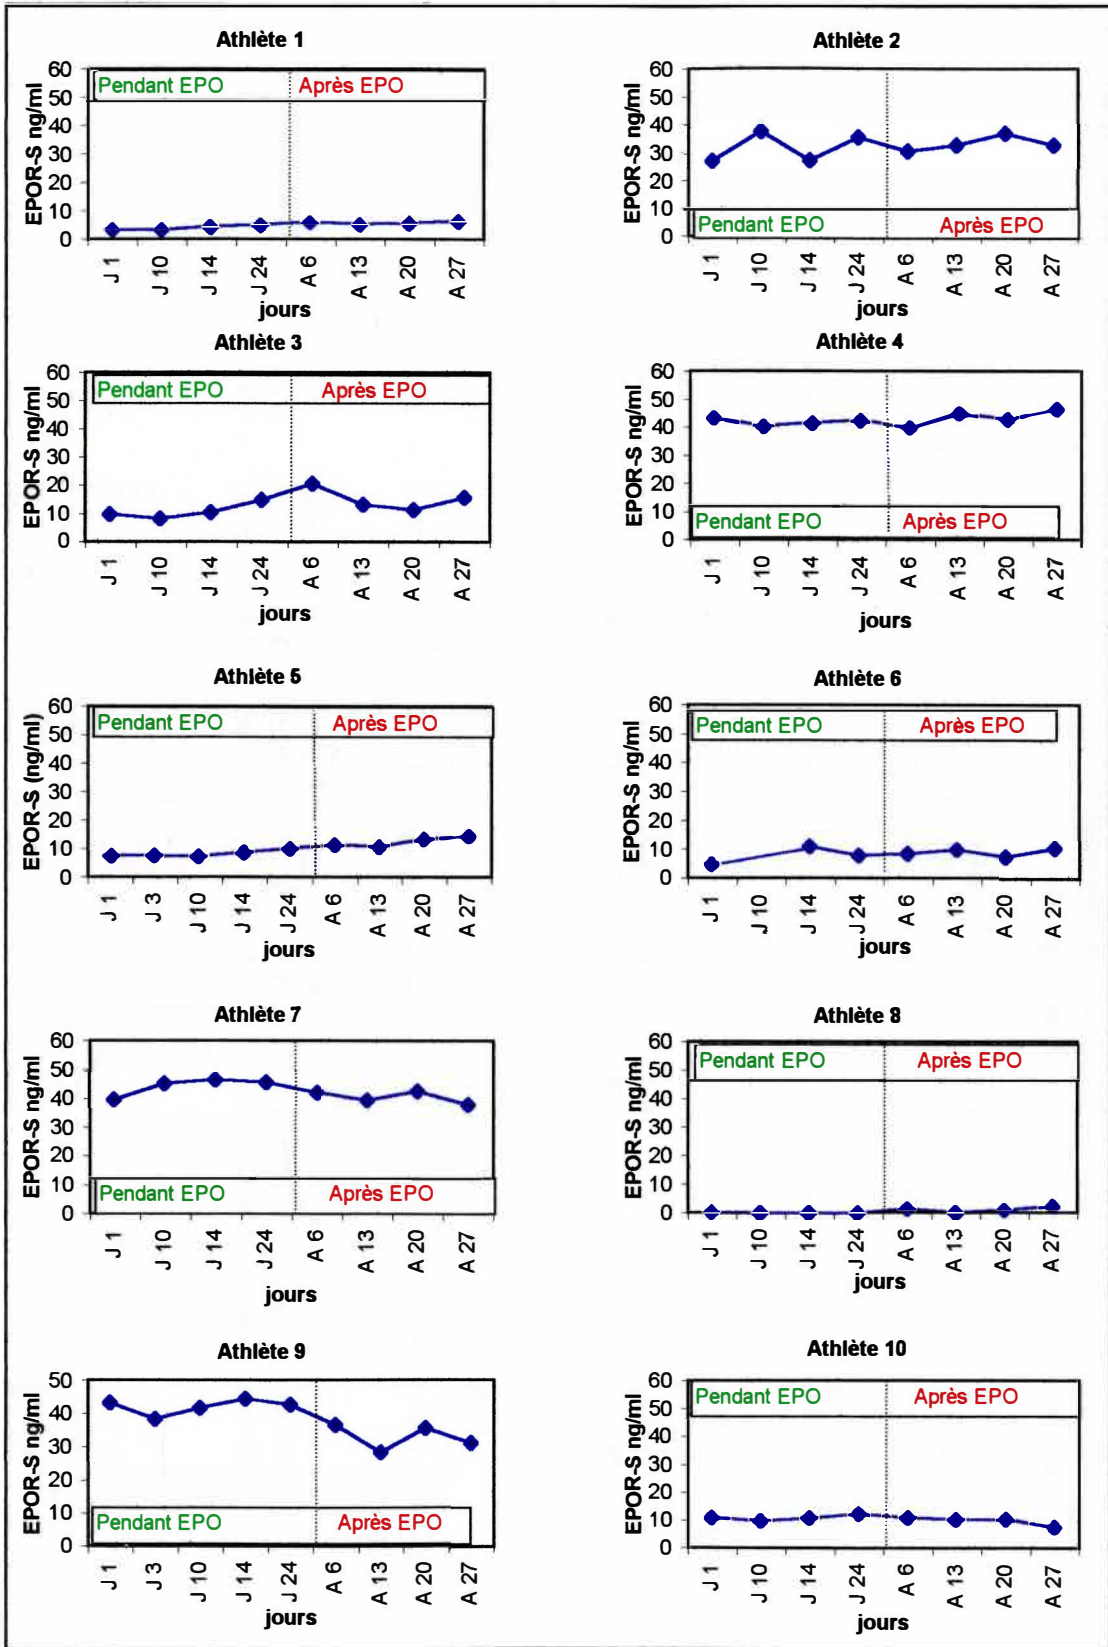 Athlète 1
EPOR-S ng/ml
60
50
40
30
20
10
0
Pendant EPO
Après EPO
J 1
J 10
J 14
J 24
A 6
A 13
A 20
A 27
jours
Athlète 2
EPOR-S ng/ml
60
50
40
30
20
10
0
Pendant EPO
Après EPO
J 1
J 10
J 14
J 24
A 6
A 13
A 20
A 27
jours
Athlète 3
EPOR-S ng/ml
60
50
40
30
20
10
0
Pendant EPO
Après EPO
J 1
J 10
J 14
J 24
A 6
A 13
A 20
A 27
jours
Athlète 4
EPOR-S ng/ml
60
50
40
30
20
10
0
Pendant EPO
Après EPO
J 1
J 10
J 14
J 24
A 6
A 13
A 20
A 27
jours
Athlète 5
EPOR-S (ng/ml)
60
50
40
30
20
10
0
Pendant EPO
Après EPO
J 1
J 3
J 10
J 14
J 24
A 6
A 13
A 20
A 27
jours
Athlète 6
EPOR-S ng/ml
60
50
40
30
20
10
0
Pendant EPO
Après EPO
J 1
J 10
J 14
J 24
A 6
A 13
A 20
A 27
jours
Athlète 7
EPOR-S ng/ml
60
50
40
30
20
10
0
Pendant EPO
Après EPO
J 1
J 10
J 14
J 24
A 6
A 13
A 20
A 27
jours
Athlète 8
EPOR-S ng/ml
60
50
40
30
20
10
0
Pendant EPO
Après EPO
J 1
J 10
J 14
J 24
A 6
A 13
A 20
A 27
jours
Athlète 9
EPOR-S ng/ml
50
40
30
20
10
0
Pendant EPO
Après EPO
J 1
J 3
J 10
J 14
J 24
A 6
A 13
A 20
A 27
jours
Athlète 10
EPOR-S ng/ml
60
50
40
30
20
10
0
Pendant EPO
Après EPO
J 1
J 10
J 14
J 24
A 6
A 13
A 20
A 27
jours